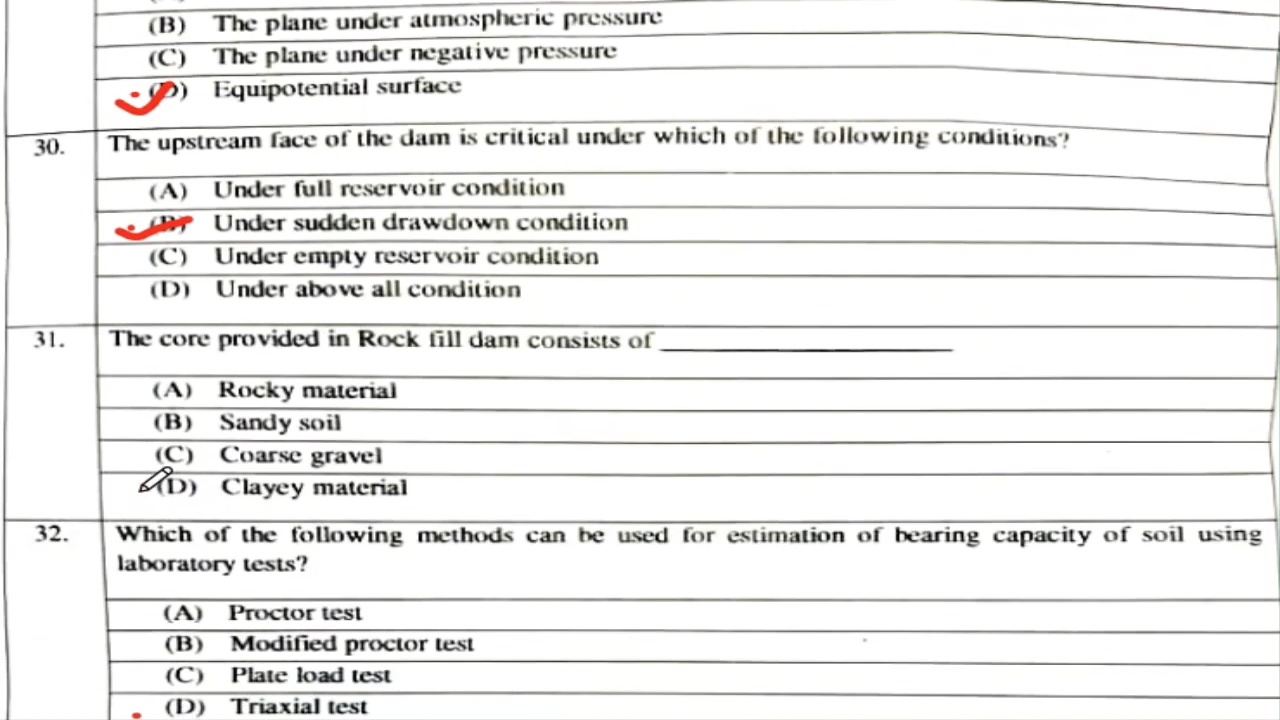 (B) The plane under atmospheric pressure
(C) The plane under negative pressure
(D) Equipotential surface
30. The upstream face of the dam is critical under which of the following conditions?
(A) Under full reservoir condition
(B) Under sudden drawdown condition
(C) Under empty reservoir condition
(D) Under above all condition
31. The core provided in Rock fill dam consists of ____________________
(A) Rocky material
(B) Sandy soil
(C) Coarse gravel
(D) Clayey material
32. Which of the following methods can be used for estimation of bearing capacity of soil using
laboratory tests?
(A) Proctor test
(B) Modified proctor test
(C) Plate load test
(D) Triaxial test